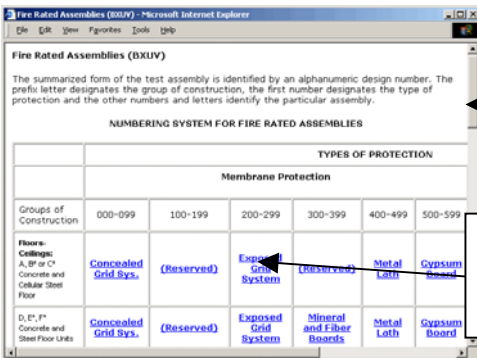 Fire Rated Assemblies (BXUV) - Microsoft Internet Explorer
File Edit View Favorites Tools Help
Fire Rated Assemblies (BXUV)
The summarized form of the test assembly is identified by an alphanumeric design number. The
prefix letter designates the group of construction, the first number designates the type of
protection and the other numbers and letters identify the particular assembly.
NUMBERING SYSTEM FOR FIRE RATED ASSEMBLIES
TYPES OF PROTECTION
Membrane Protection
Groups of
Construction
000-099
100-199
200-299
300-399
400-499
500-599
Floors-
Ceilings:
A, B* or C*
Concrete and
Cellular Steel
Floor
Concealed
Grid Sys.
(Reserved)
Exposed
Grid
System
(Reserved)
Metal
Lath
Gypsum
Board
D, E*, F*
Concrete and
Steel Floor Units
Concealed
Grid Sys.
(Reserved)
Exposed
Grid
System
Mineral
and Fiber
Boards
Metal
Lath
Gypsum
Board